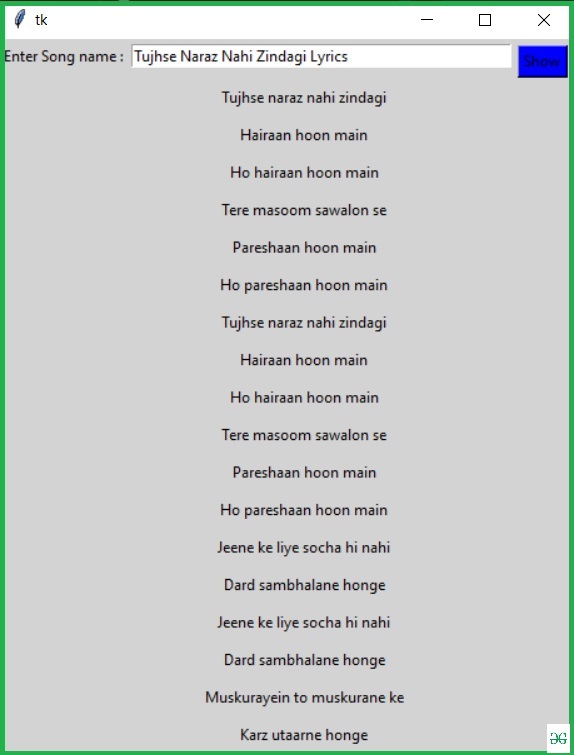 tk
Enter Song name : Tujhse Naraz Nahi Zindagi Lyrics Show
Tujhse naraz nahi zindagi
Hairaan hoon main
Ho hairaan hoon main
Tere masoom sawalon se
Pareshaan hoon main
Ho pareshaan hoon main
Tujhse naraz nahi zindagi
Hairaan hoon main
Ho hairaan hoon main
Tere masoom sawalon se
Pareshaan hoon main
Ho pareshaan hoon main
Jeene ke liye socha hi nahi
Dard sambhalane honge
Jeene ke liye socha hi nahi
Dard sambhalane honge
Muskurayein to muskurane ke
Karz utaarne honge